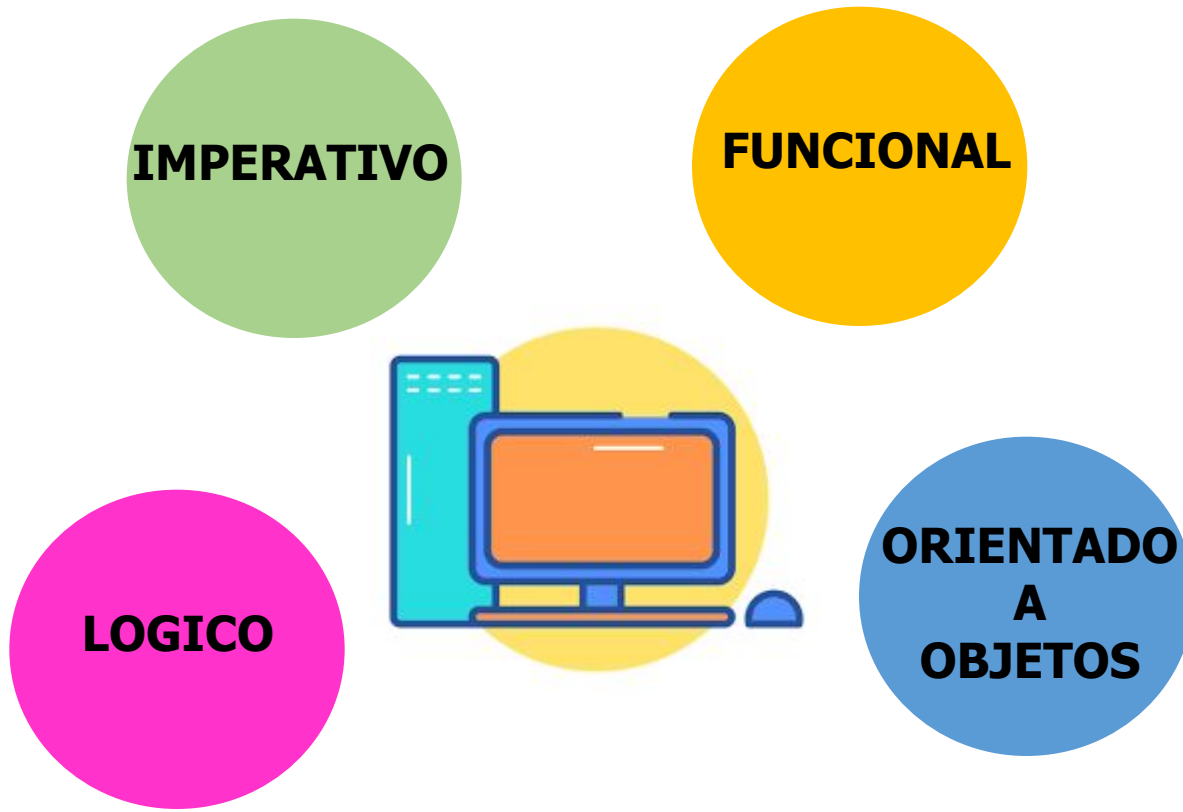 IMPERATIVO
FUNCIONAL
LOGICO
ORIENTADO
A
OBJETOS